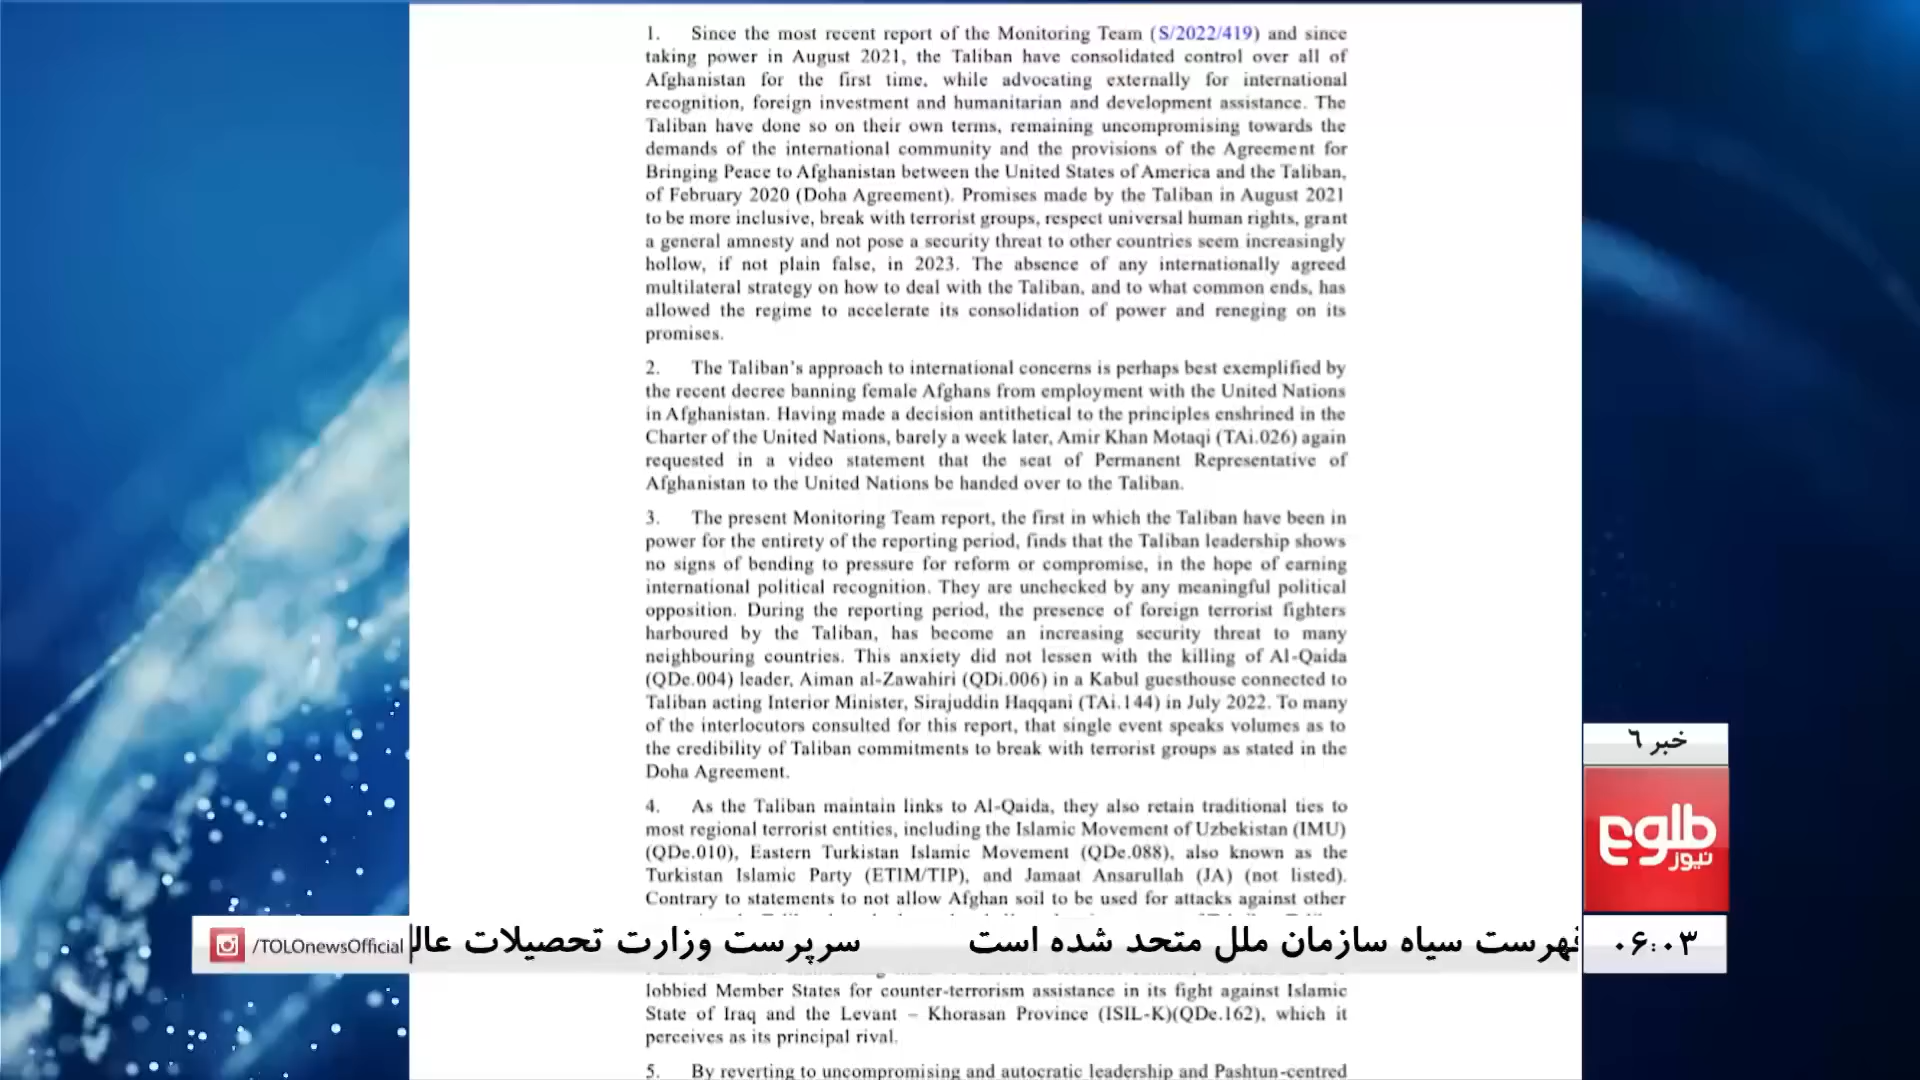 1. Since the most recent report of the Monitoring Team (S/2022/419) and since
taking power in August 2021, the Taliban have consolidated control over all of
Afghanistan for the first time, while advocating externally for international
recognition, foreign investment and humanitarian and development assistance. The
Taliban have done so on their own terms, remaining uncompromising towards the
demands of the international community and the provisions of the Agreement for
Bringing Peace to Afghanistan between the United States of America and the Taliban,
of February 2020 (Doha Agreement). Promises made by the Taliban in August 2021
to be more inclusive, break with terrorist groups, respect universal human rights, grant
a general amnesty and not pose a security threat to other countries seem increasingly
hollow, if not plain false, in 2023. The absence of any internationally agreed
multilateral strategy on how to deal with the Taliban, and to what common ends, has
allowed the regime to accelerate its consolidation of power and reneging on its
promises.
2. The Taliban's approach to international concerns is perhaps best exemplified by
the recent decree banning female Afghans from employment with the United Nations
in Afghanistan. Having made a decision antithetical to the principles enshrined in the
Charter of the United Nations, barely a week later, Amir Khan Motaqi (TAi.026) again
requested in a video statement that the seat of Permanent Representative of
Afghanistan to the United Nations be handed over to the Taliban.
3. The present Monitoring Team report, the first in which the Taliban have been in
power for the entirety of the reporting period, finds that the Taliban leadership shows
no signs of bending to pressure for reform or compromise, in the hope of earning
international political recognition. They are unchecked by any meaningful political
opposition. During the reporting period, the presence of foreign terrorist fighters
harboured by the Taliban, has become an increasing security threat to many
neighbouring countries. This anxiety did not lessen with the killing of Al-Qaida
(QDe.004) leader, Aiman al-Zawahiri (QDi.006) in a Kabul guesthouse connected to
Taliban acting Interior Minister, Sirajuddin Haqqani (TAi.144) in July 2022. To many
of the interlocutors consulted for this report, that single event speaks volumes as to
the credibility of Taliban commitments to break with terrorist groups as stated in the
Doha Agreement.
4. As the Taliban maintain links to Al-Qaida, they also retain traditional ties to
most regional terrorist entities, including the Islamic Movement of Uzbekistan (IMU)
(QDe.010), Eastern Turkistan Islamic Movement (QDe.088), also known as the
Turkistan Islamic Party (ETIM/TIP), and Jamaat Ansarullah (JA) (not listed).
Contrary to statements to not allow Afghan soil to be used for attacks against other
lobbied Member States for counter-terrorism assistance in its fight against Islamic
State of Iraq and the Levant – Khorasan Province (ISIL-K)(QDe.162), which it
perceives as its principal rival.
5. By reverting to uncompromising and autocratic leadership and Pashtun-centred
خبر ٦
طلوع
نیوز
۰۶:۰۳
فهرست سیاه سازمان ملل متحد شده است سرپرست وزارت تحصیلات عال
/TOLOnewsOfficial